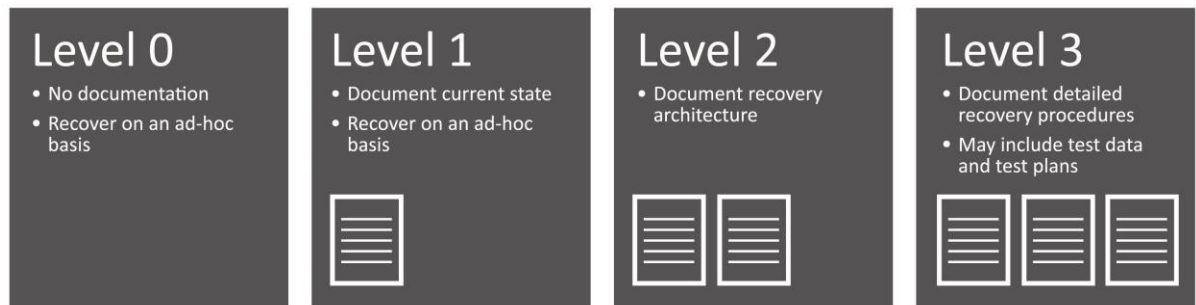 Level 0
• No documentation
• Recover on an ad-hoc
basis
Level 1
• Document current state
• Recover on an ad-hoc
basis
Level 2
• Document recovery
architecture
Level 3
• Document detailed
recovery procedures
• May include test data
and test plans